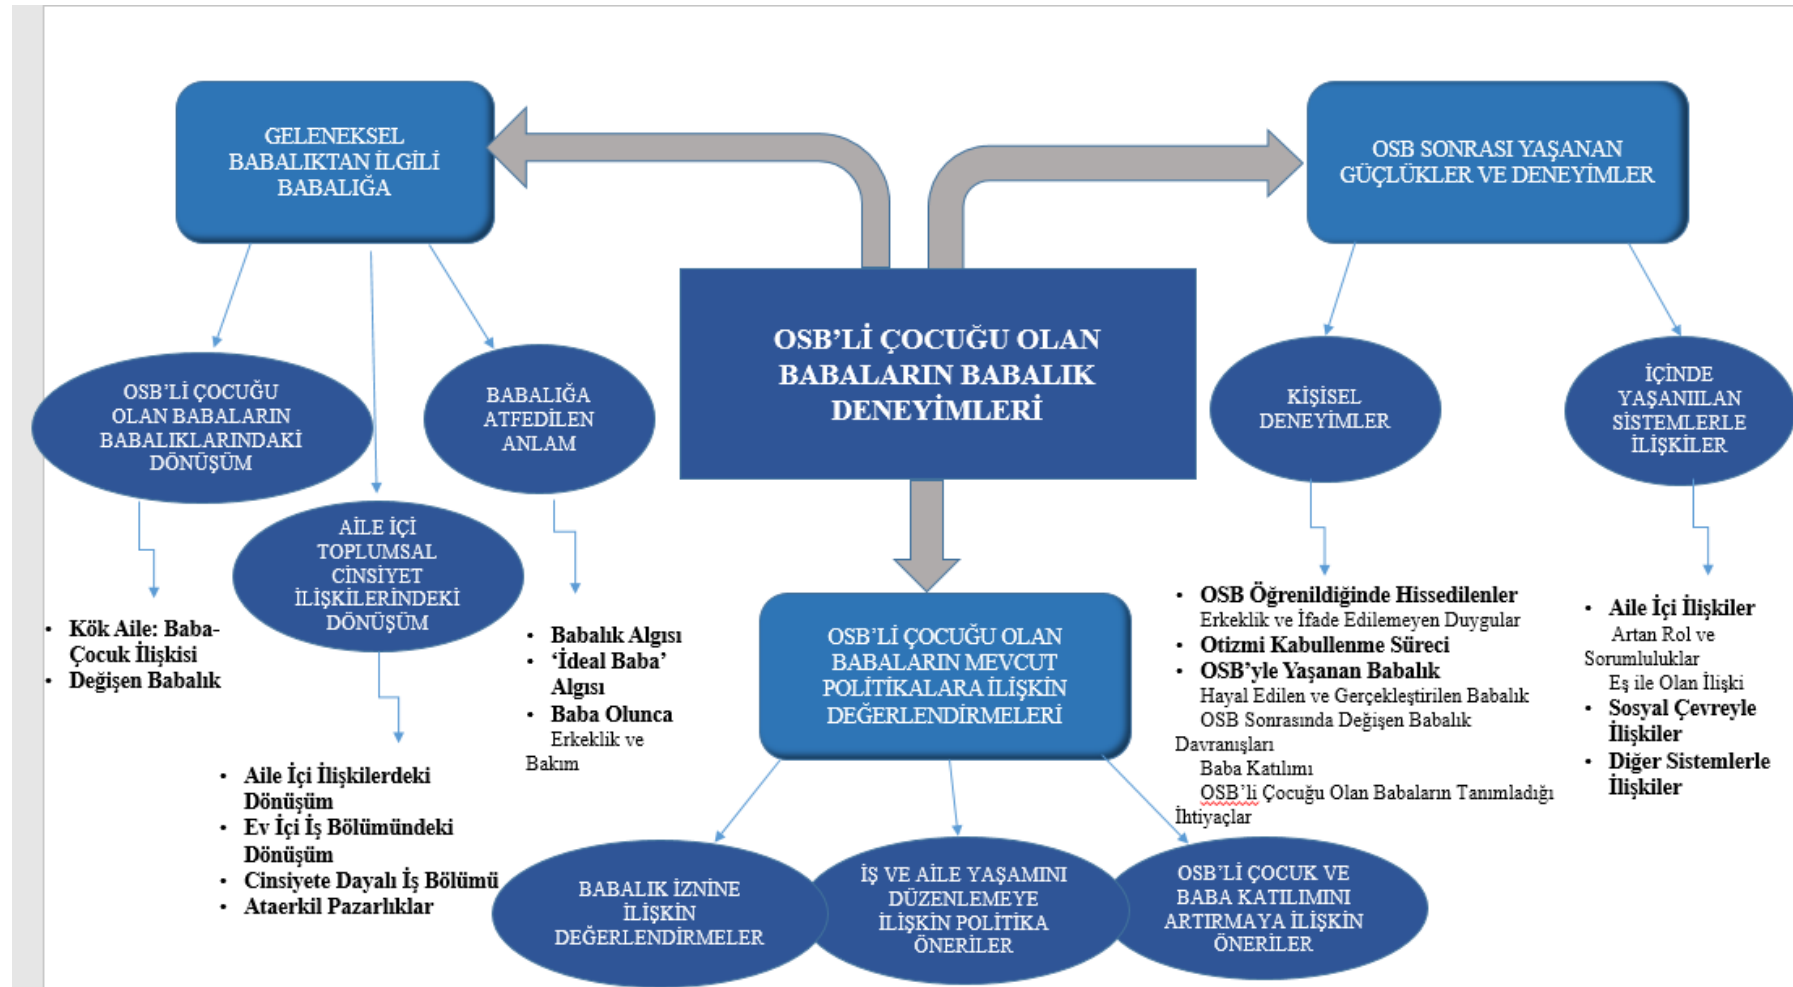 GELENEKSEL
BABALIKTAN İLGİLİ
BABALIĞA
OSB SONRASI YAŞANAN
GÜÇLÜKLER VE DENEYİMLER
OSB'Lİ ÇOCUĞU OLAN
BABALARIN BABALIK
DENEYİMLERİ
OSB'Lİ ÇOCUĞU
OLAN BABALARIN
BABALIKLARINDAKİ
DÖNÜŞÜM
BABALIĞA
ATFEDİLEN
ANLAM
AİLE İÇİ
TOPLUMSAL
CİNSİYET
İLİŞKİLERİNDEKİ
DÖNÜŞÜM
KİŞİSEL
DENEYİMLER
İÇİNDE
YAŞANIILAN
SİSTEMLERLE
İLİŞKİLER
• Kök Aile: Baba-
Çocuk İlişkisi
• Değişen Babalık
• Aile İçi İlişkilerdeki
Dönüşüm
• Ev İçi İş Bölümündeki
Dönüşüm
• Cinsiyete Dayalı İş Bölümü
• Ataerkil Pazarlıklar
• Babalık Algısı
• 'İdeal Baba'
Algısı
• Baba Olunca
Erkeklik ve
Bakım
OSB'Lİ ÇOCUĞU OLAN
BABALARIN MEVCUT
POLİTİKALARA İLİŞKİN
DEĞERLENDİRMELERİ
• OSB Öğrenildiğinde Hissedilenler
Erkeklik ve İfade Edilemeyen Duygular
• Otizmi Kabullenme Süreci
• OSB'yle Yaşanan Babalık
Hayal Edilen ve Gerçekleştirilen Babalık
OSB Sonrasında Değişen Babalık
Davranışları
Baba Katılımı
OSB'li Çocuğu Olan Babaların Tanımladığı
İhtiyaçlar
• Aile İçi İlişkiler
Artan Rol ve
Sorumluluklar
Eş ile Olan İlişki
• Sosyal Çevreyle
İlişkiler
• Diğer Sistemlerle
İlişkiler
BABALIK İZNİNE
İLİŞKİN
DEĞERLENDİRMELER
İŞ VE AİLE YAŞAMINI
DÜZENLEMEYE
İLİŞKİN POLİTİKA
ÖNERİLER
OSB'Lİ ÇOCUK VE
BABA KATILIMINI
ARTIRMAYA İLİŞKİN
ÖNERİLER